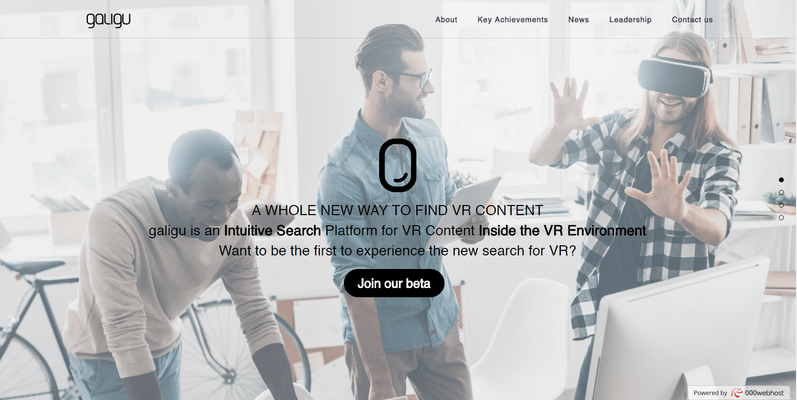 galigu
About
Key Achievements
News
Leadership
Contact us
A WHOLE NEW WAY TO FIND VR CONTENT
galigu is an Intuitive Search Platform for VR Content Inside the VR Environment
Want to be the first to experience the new search for VR?
Join our beta
Powered by 000webhost